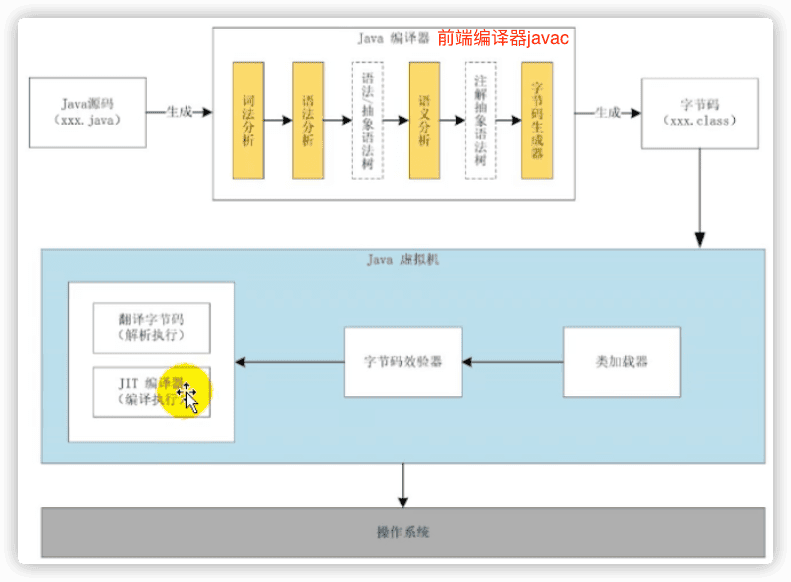 Java 编译器 前端编译器javac
Java源码
(xxx.java)
生成
词法分析
语法分析
语法/抽象语法树
语义分析
注解抽象语法树
字节码生成器
生成
字节码
(xxx.class)
Java 虚拟机
翻译字节码
(解析执行)
JIT 编译器
(编译执行)
字节码效验器
类加载器
操作系统